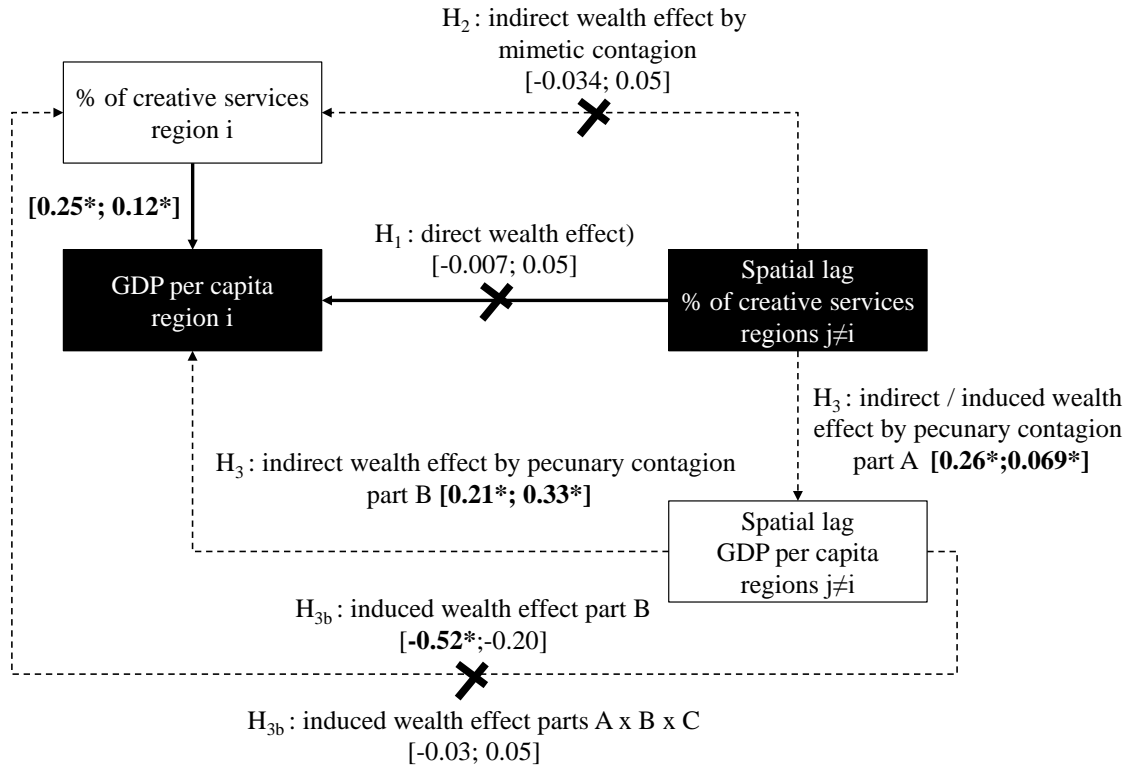 H₂ : indirect wealth effect by
mimetic contagion
[-0.034; 0.05]
% of creative services
region i
[0.25*; 0.12*]
H₁ : direct wealth effect)
[-0.007; 0.05]
GDP per capita
region i
Spatial lag
% of creative services
regions j≠i
H₃ : indirect / induced wealth
effect by pecunary contagion
part A [0.26*;0.069*]
H₃ : indirect wealth effect by pecunary contagion
part B [0.21*; 0.33*]
Spatial lag
GDP per capita
regions j≠i
H₃b : induced wealth effect part B
[-0.52*;-0.20]
H₃b : induced wealth effect parts A x B x C
[-0.03; 0.05]